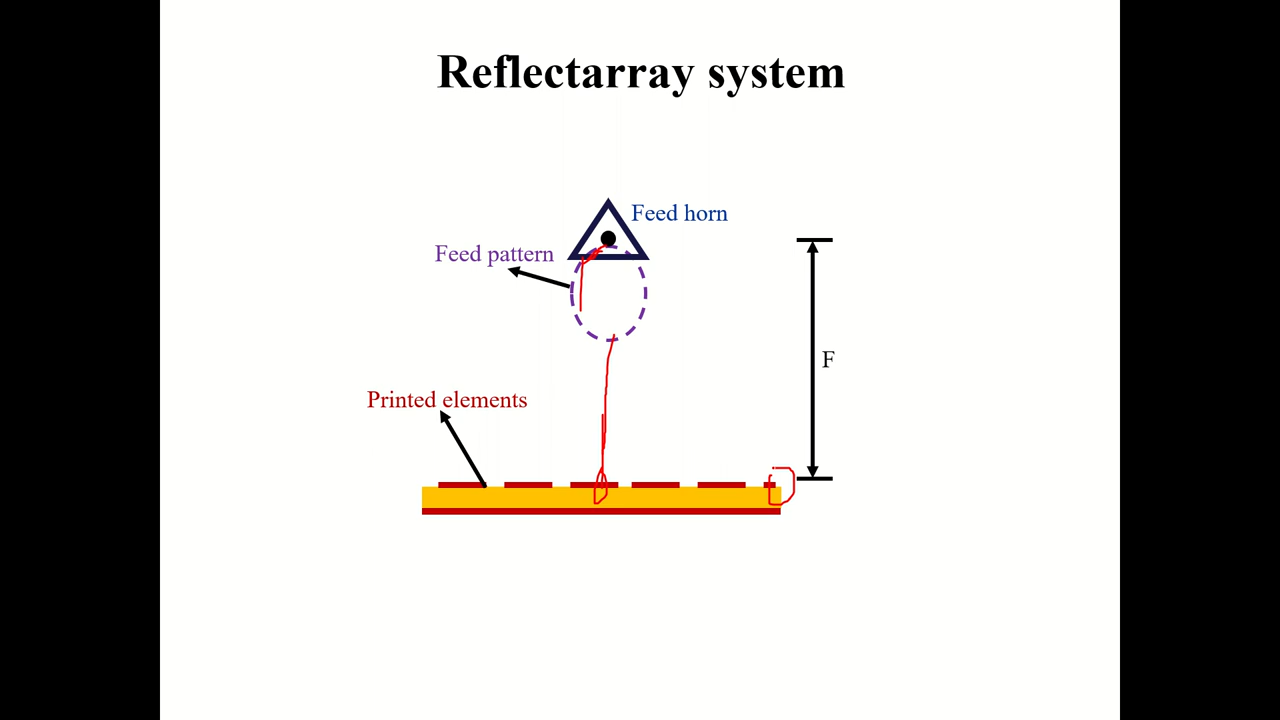 Reflectarray system
Feed horn
Feed pattern
F
Printed elements